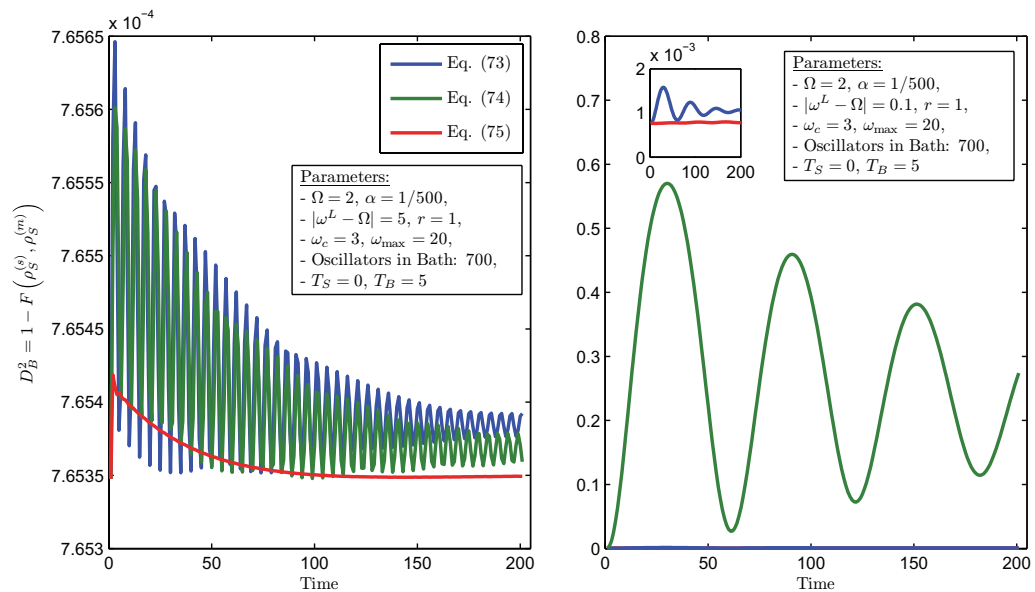 x 10⁻⁴
7.6565
7.656
7.6555
7.655
7.6545
7.654
7.6535
7.653
D_B^2 = 1 − F (ρ_S^(s), ρ_S^(m))
0 50 100 150 200
Time
Eq. (73)
Eq. (74)
Eq. (75)
Parameters:
- Ω = 2, α = 1/500,
- |ω^L − Ω| = 5, r = 1,
- ω_c = 3, ω_max = 20,
- Oscillators in Bath: 700,
- T_S = 0, T_B = 5
0.8
0.7
0.6
0.5
0.4
0.3
0.2
0.1
0
0 50 100 150 200
Time
x 10⁻³
2
1
0
0 100 200
Parameters:
- Ω = 2, α = 1/500,
- |ω^L − Ω| = 0.1, r = 1,
- ω_c = 3, ω_max = 20,
- Oscillators in Bath: 700,
- T_S = 0, T_B = 5